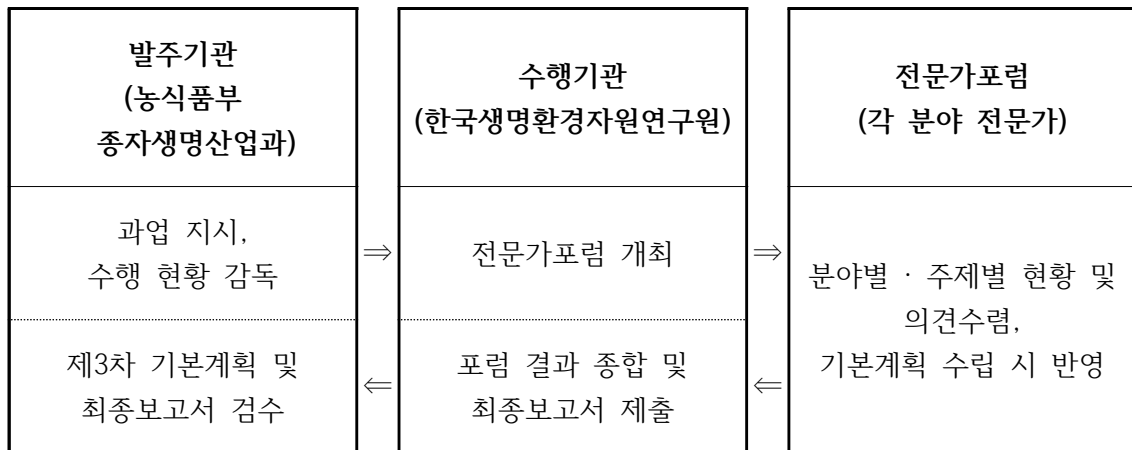 발주기관
(농식품부
종자생명산업과)
수행기관
(한국생명환경자원연구원)
전문가포럼
(각 분야 전문가)
과업 지시,
수행 현황 감독
⇒
전문가포럼 개최
⇒
분야별 · 주제별 현황 및
의견수렴,
기본계획 수립 시 반영
제3차 기본계획 및
최종보고서 검수
⇐
포럼 결과 종합 및
최종보고서 제출
⇐